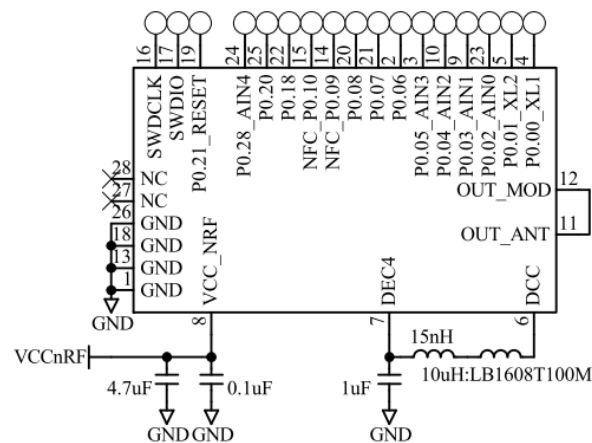 16
17
19
24
25
22
15
14
20
21
2
3
10
9
23
5
4
SWDCLK
SWDIO
P0.21_RESET
P0.28_AIN4
P0.20
P0.18
NFC_P0.10
NFC_P0.09
P0.08
P0.07
P0.06
P0.05_AIN3
P0.04_AIN2
P0.03_AIN1
P0.02_AIN0
P0.01_XL2
P0.00_XL1
28 NC
27 NC
26 GND
18 GND
13 GND
1 GND
GND
OUT_MOD 12
OUT_ANT 11
VCC_NRF
DEC4
DCC
8
7
6
15nH
VCCnRF
10uH:LB1608T100M
4.7uF
0.1uF
1uF
GND GND
GND